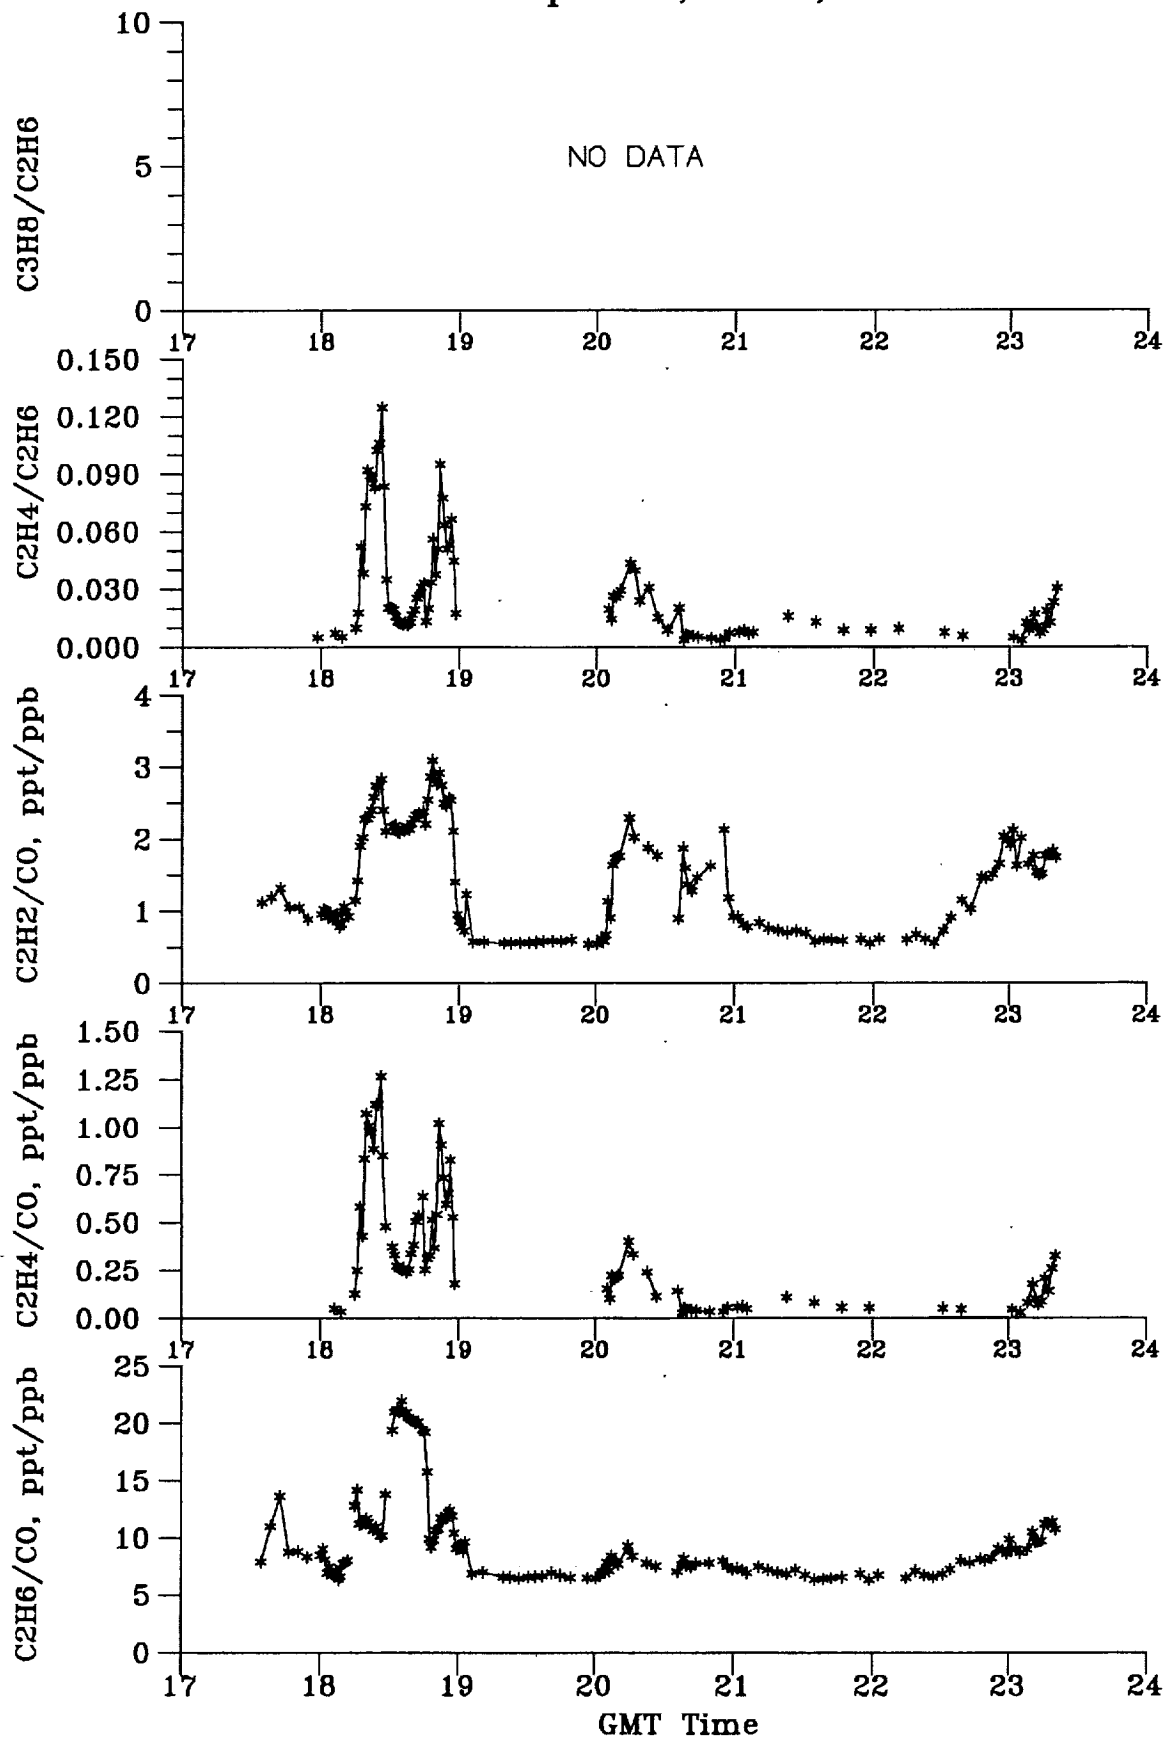 10
5
0
C3H8/C2H6
NO DATA
17 18 19 20 21 22 23 24
0.150
0.120
0.090
0.060
0.030
0.000
C2H4/C2H6
17 18 19 20 21 22 23 24
4
3
2
1
0
C2H2/CO, ppt/ppb
17 18 19 20 21 22 23 24
1.50
1.25
1.00
0.75
0.50
0.25
0.00
C2H4/CO, ppt/ppb
17 18 19 20 21 22 23 24
25
20
15
10
5
0
C2H6/CO, ppt/ppb
17 18 19 20 21 22 23 24
GMT Time